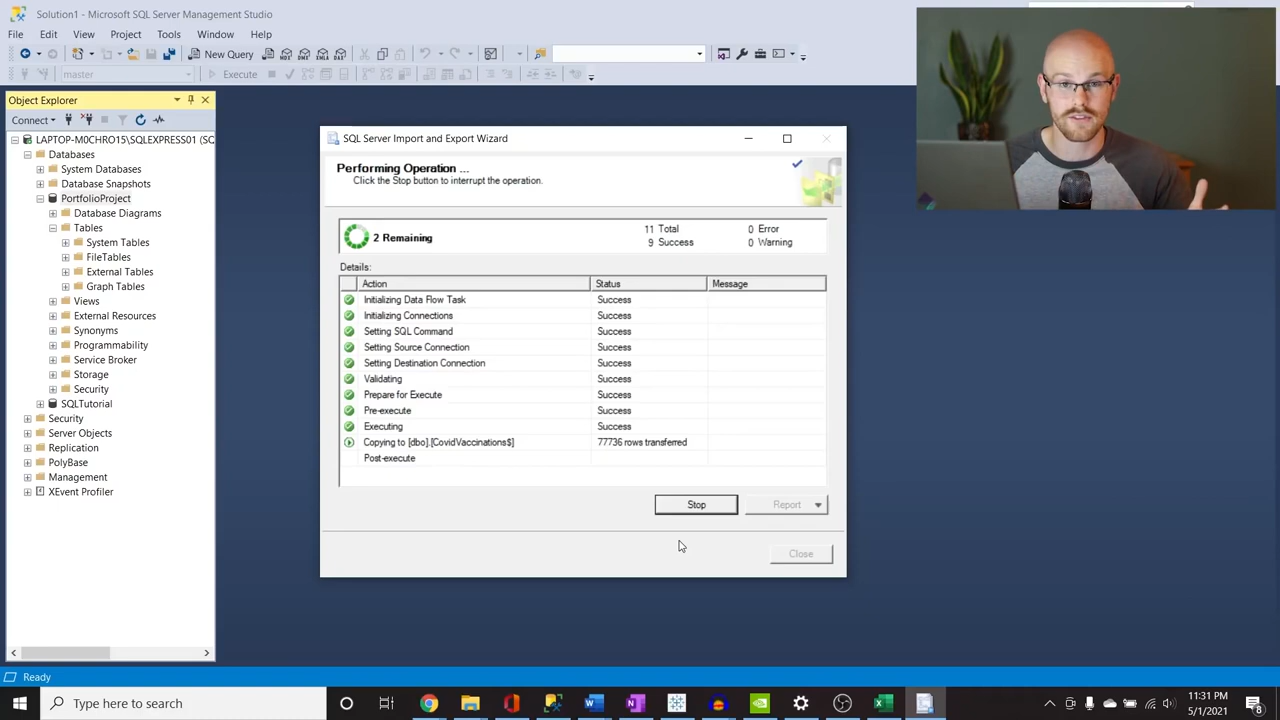 Solution1 - Microsoft SQL Server Management Studio
File Edit View Project Tools Window Help
New Query
MDX DMX XMLA DAX
master
Execute
Object Explorer
Connect
LAPTOP-M0CHRO15\SQLEXPRESS01 (SQ
Databases
System Databases
Database Snapshots
PortfolioProject
Database Diagrams
Tables
System Tables
FileTables
External Tables
Graph Tables
Views
External Resources
Synonyms
Programmability
Service Broker
Storage
Security
SQLTutorial
Security
Server Objects
Replication
PolyBase
Management
XEvent Profiler
SQL Server Import and Export Wizard
Performing Operation ...
Click the Stop button to interrupt the operation.
2 Remaining
11 Total 0 Error
9 Success 0 Warning
Details:
Action Status Message
Initializing Data Flow Task Success
Initializing Connections Success
Setting SQL Command Success
Setting Source Connection Success
Setting Destination Connection Success
Validating Success
Prepare for Execute Success
Pre-execute Success
Executing Success
Copying to [dbo].[CovidVaccinations$] 77736 rows transferred
Post-execute
Stop Report
Close
Ready
Type here to search
11:31 PM
5/1/2021
8